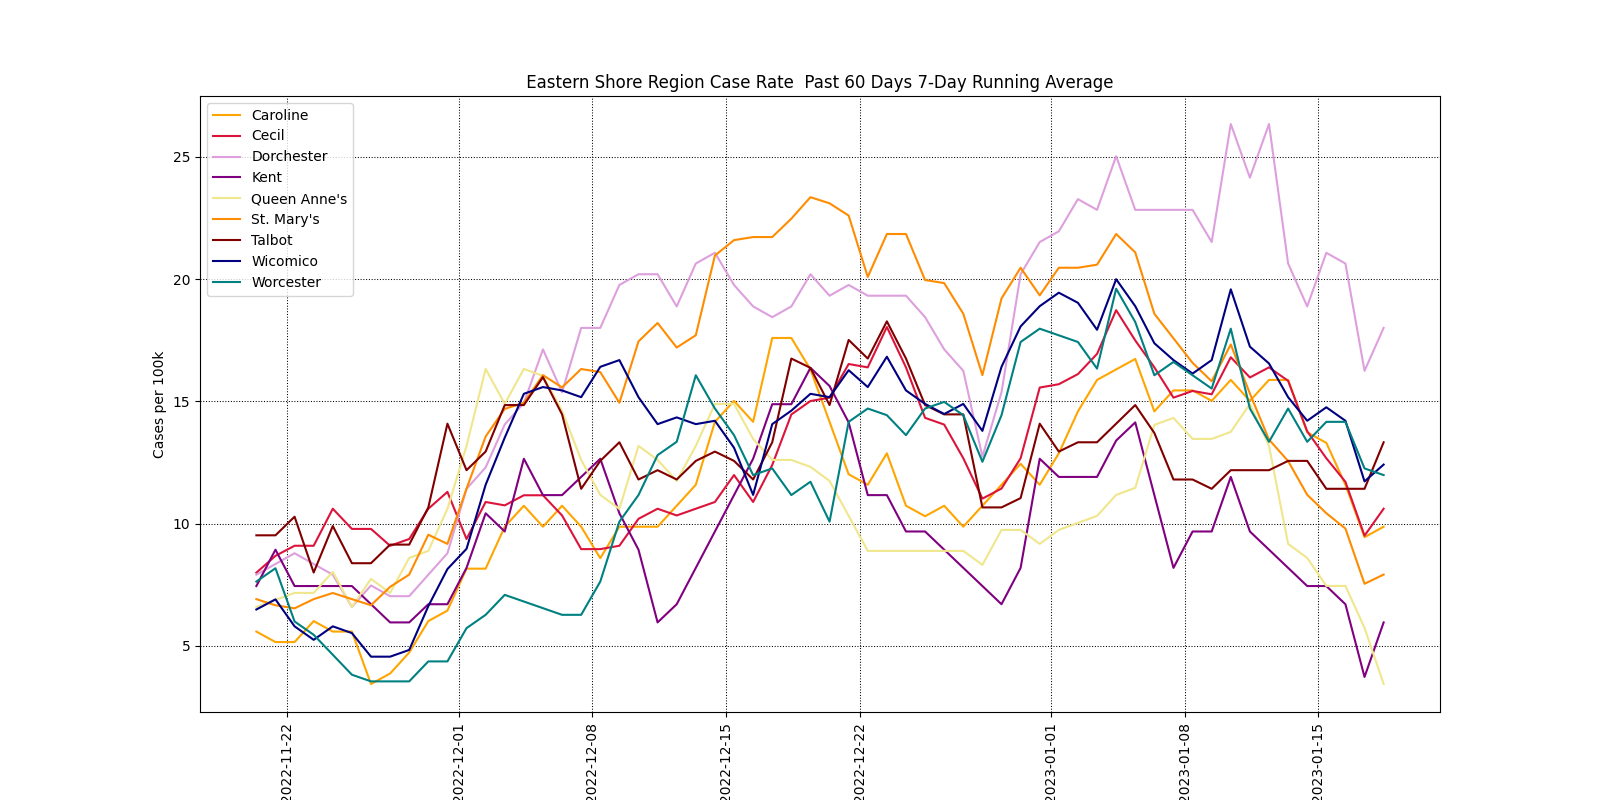 Eastern Shore Region Case Rate  Past 60 Days 7-Day Running Average
Caroline
Cecil
Dorchester
Kent
Queen Anne's
St. Mary's
Talbot
Wicomico
Worcester
Cases per 100k
25
20
15
10
5
2022-11-22
2022-12-01
2022-12-08
2022-12-15
2022-12-22
2023-01-01
2023-01-08
2023-01-15